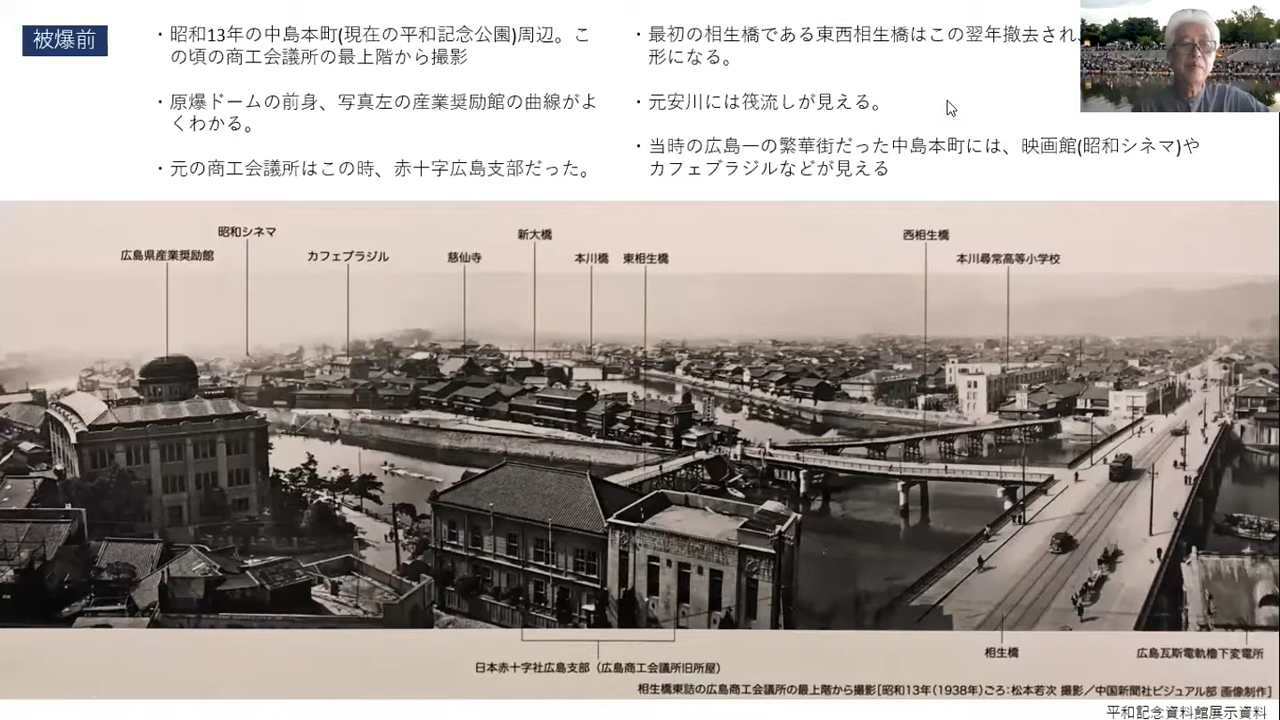 被爆前
・昭和13年の中島本町(現在の平和記念公園)周辺。こ
の頃の商工会議所の最上階から撮影
・原爆ドームの前身、写真左の産業奨励館の曲線がよ
くわかる。
・元の商工会議所はこの時、赤十字広島支部だった。
・最初の相生橋である東西相生橋はこの翌年撤去され
形になる。
・元安川には筏流しが見える。
・当時の広島一の繁華街だった中島本町には、映画館(昭和シネマ)や
カフェブラジルなどが見える
昭和シネマ
新大橋
西相生橋
広島県産業奨励館
カフェブラジル
慈仙寺
本川橋
東相生橋
本川尋常高等小学校
相生橋
広島瓦斯電軌櫓下変電所
日本赤十字社広島支部（広島商工会議所旧所屋）
相生橋東詰の広島商工会議所の最上階から撮影[昭和13年(1938年)ごろ:松本若次 撮影／中国新聞社ビジュアル部 画像制作]
平和記念資料館展示資料